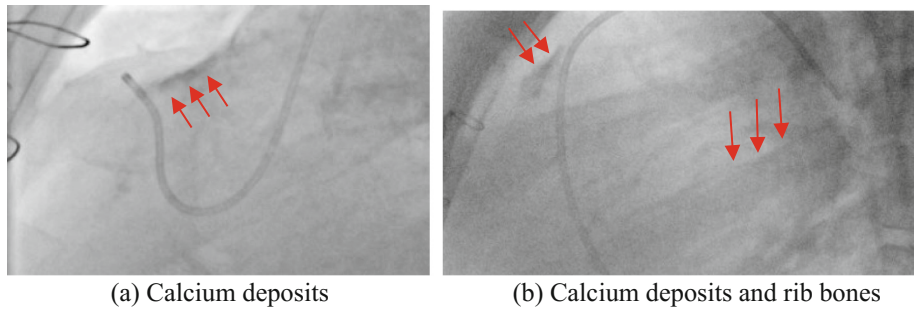 (a) Calcium deposits
(b) Calcium deposits and rib bones